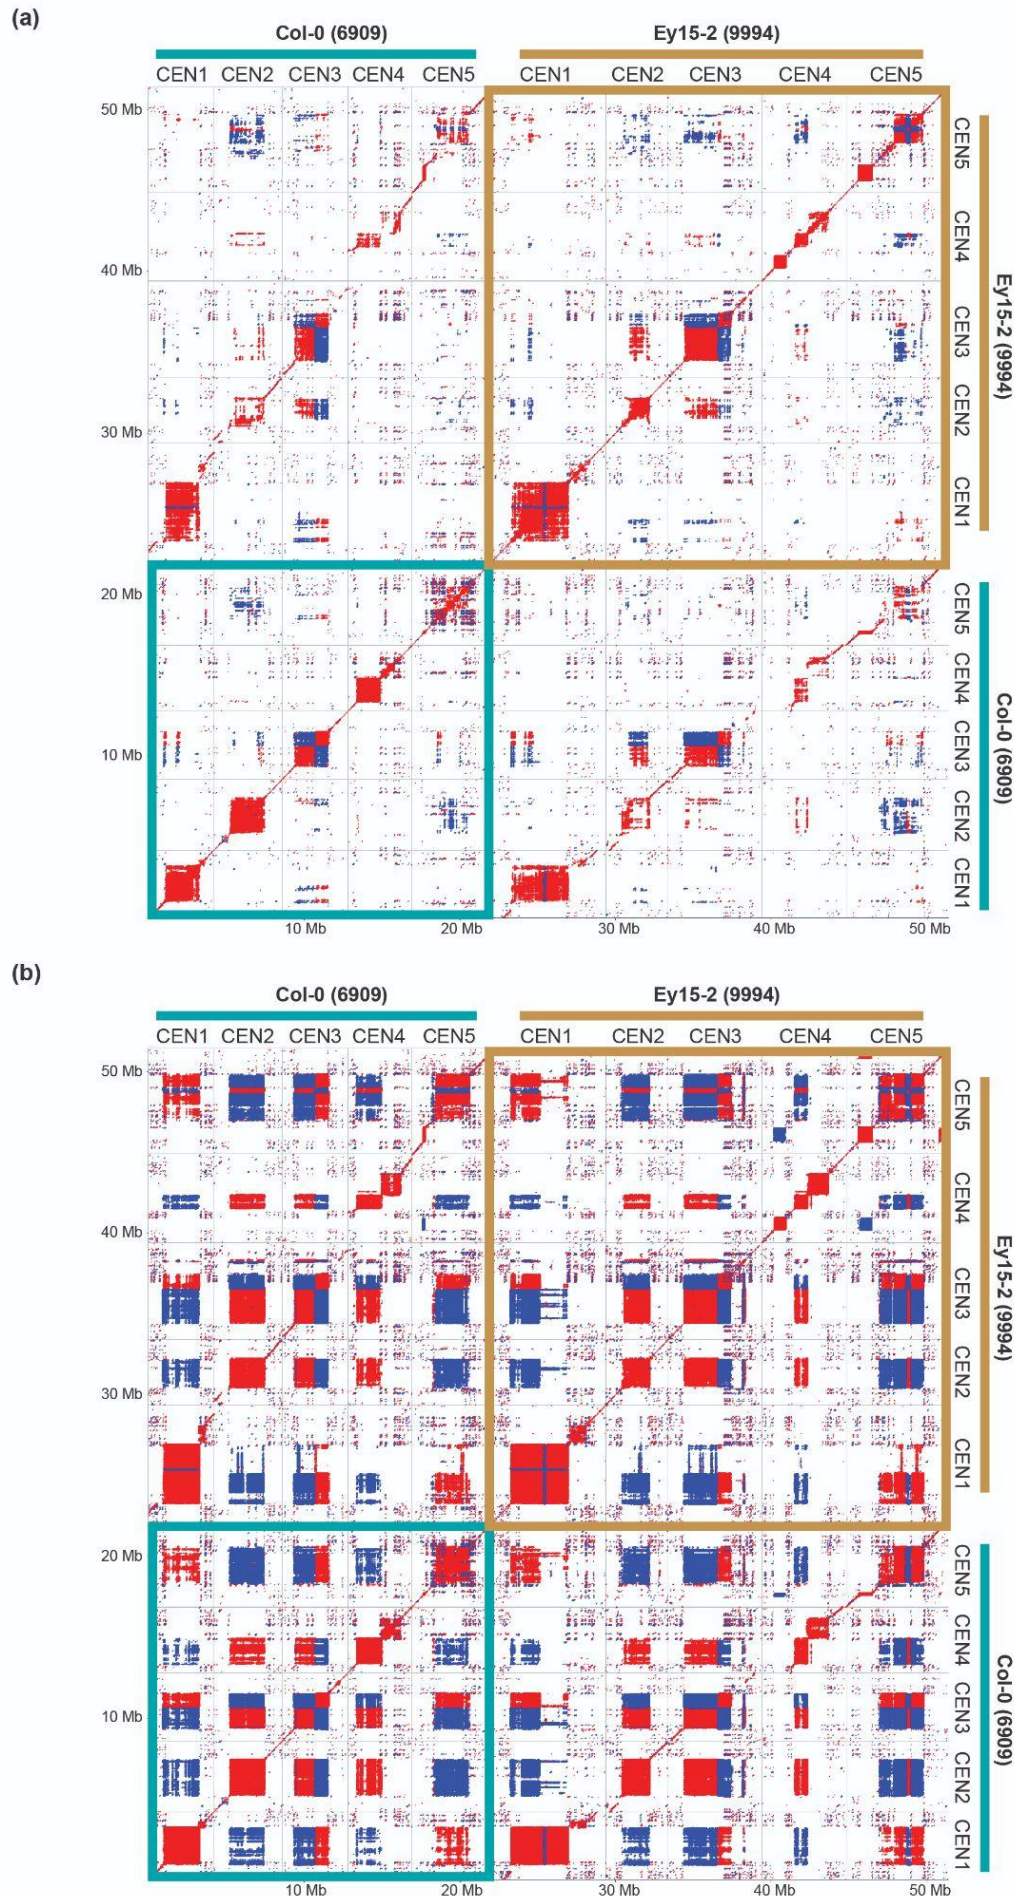 (a)
Col-0 (6909)
Ey15-2 (9994)
CEN1 CEN2 CEN3 CEN4 CEN5
CEN1 CEN2 CEN3 CEN4 CEN5
50 Mb
40 Mb
30 Mb
20 Mb
10 Mb
CEN5
CEN4
CEN3
CEN2
CEN1
Ey15-2 (9994)
CEN5
CEN4
CEN3
CEN2
CEN1
Col-0 (6909)
10 Mb 20 Mb 30 Mb 40 Mb 50 Mb
(b)
Col-0 (6909)
Ey15-2 (9994)
CEN1 CEN2 CEN3 CEN4 CEN5
CEN1 CEN2 CEN3 CEN4 CEN5
50 Mb
40 Mb
30 Mb
20 Mb
10 Mb
CEN5
CEN4
CEN3
CEN2
CEN1
Ey15-2 (9994)
CEN5
CEN4
CEN3
CEN2
CEN1
Col-0 (6909)
10 Mb 20 Mb 30 Mb 40 Mb 50 Mb